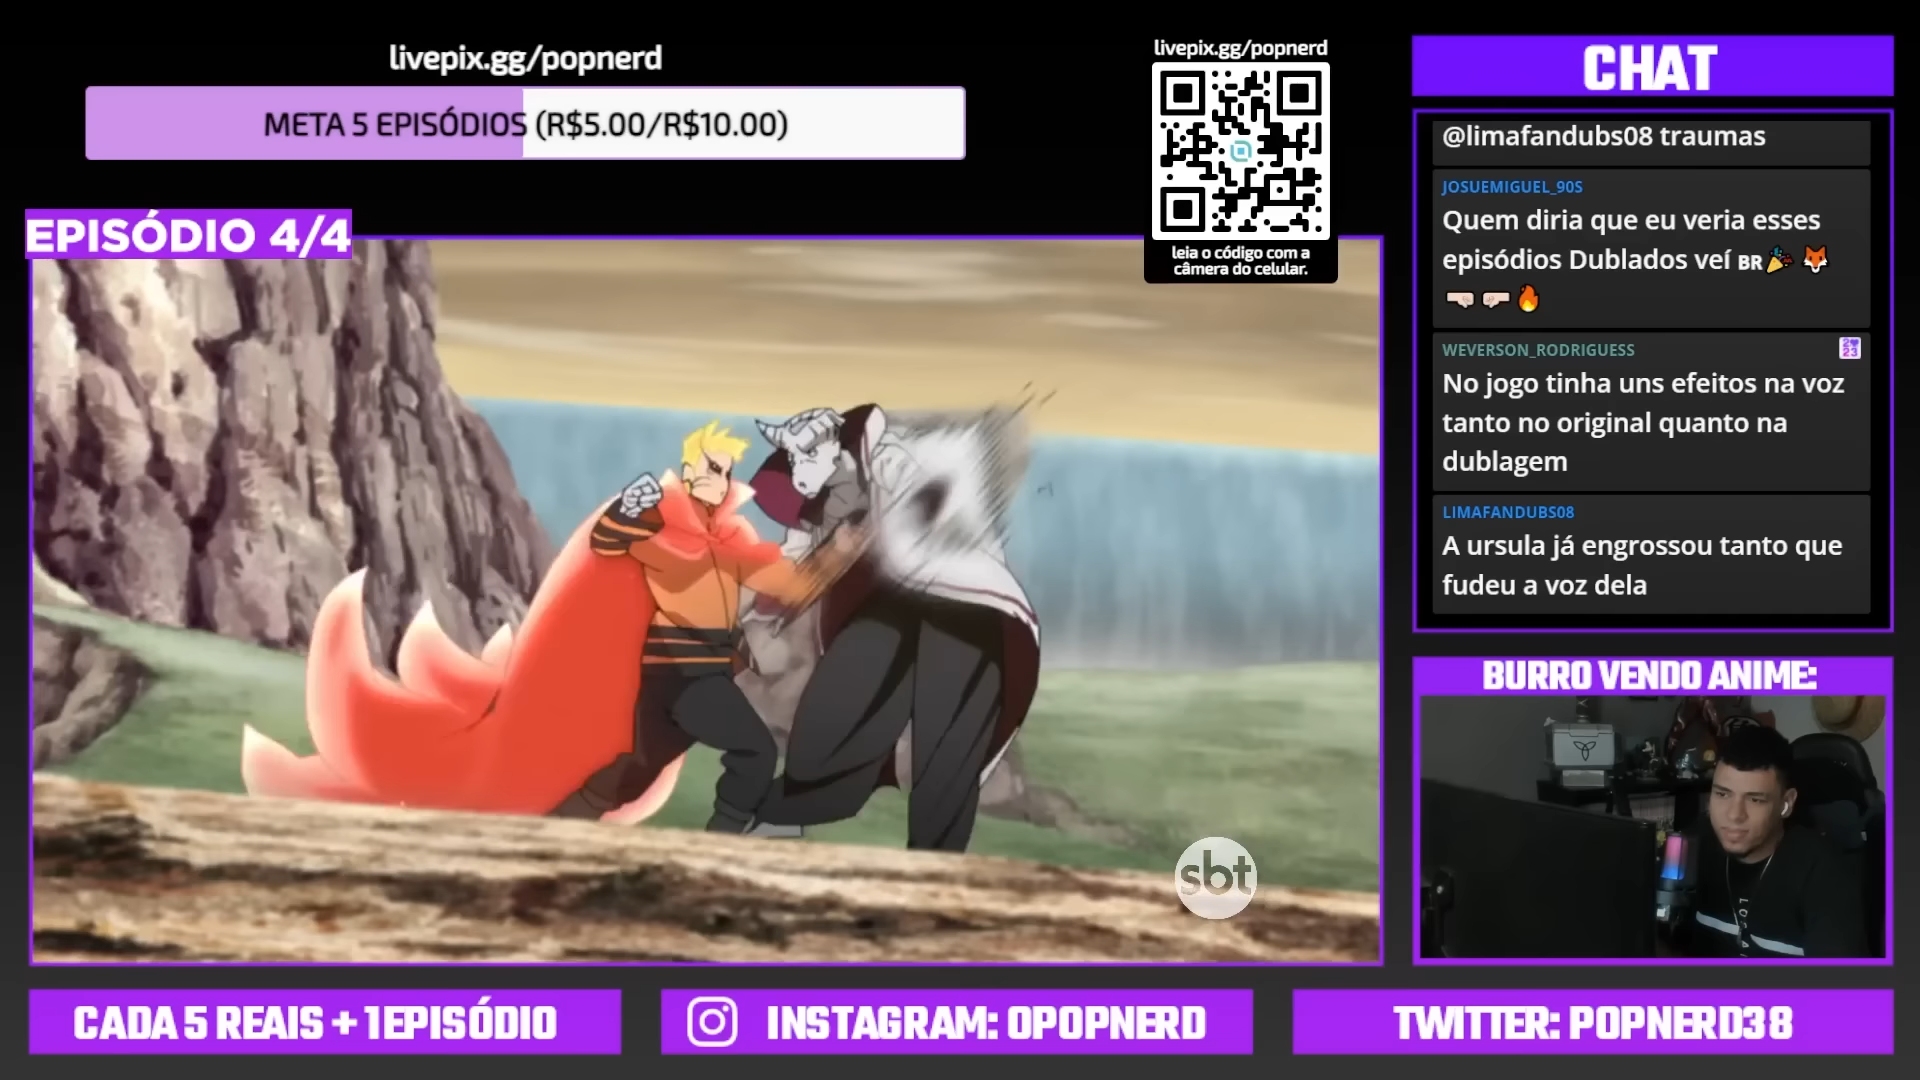 livepix.gg/popnerd
META 5 EPISÓDIOS (R$5.00/R$10.00)
livepix.gg/popnerd
leia o código com a
câmera do celular.
EPISÓDIO 4/4
sbt
CHAT
@limafandubs08 traumas
JOSUEMIGUEL_90S
Quem diria que eu veria esses
episódios Dublados veí BR🎉 🦊
🤜 🤛 🔥
WEVERSON_RODRIGUESS
No jogo tinha uns efeitos na voz
tanto no original quanto na
dublagem
LIMAFANDUBS08
A ursula já engrossou tanto que
fudeu a voz dela
BURRO VENDO ANIME:
CADA 5 REAIS + 1 EPISÓDIO
INSTAGRAM: OPOPNERD
TWITTER: POPNERD38